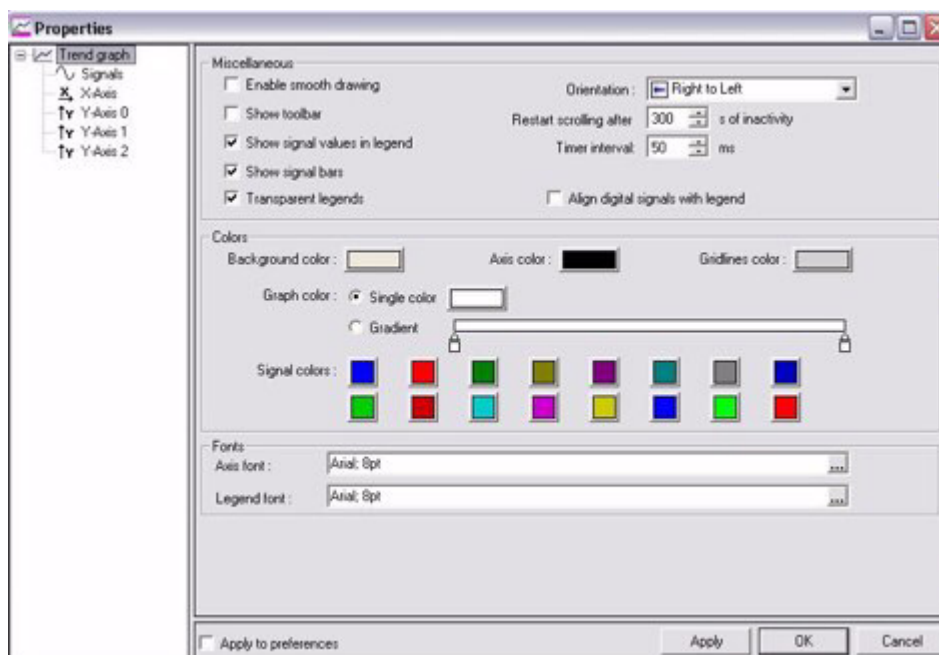 Properties
Trend graph
Signals
X-Axis
Y-Axis 0
Y-Axis 1
Y-Axis 2
Miscellaneous
Enable smooth drawing
Orientation : Right to Left
Show toolbar
Restart scrolling after 300 s of inactivity
Show signal values in legend
Timer interval: 50 ms
Show signal bars
Transparent legends
Align digital signals with legend
Colors
Background color : Axis color : Gridlines color :
Graph color : Single color
Gradient
Signal colors :
Fonts
Axis font : Arial; 8pt ...
Legend font : Arial; 8pt ...
Apply to preferences Apply OK Cancel